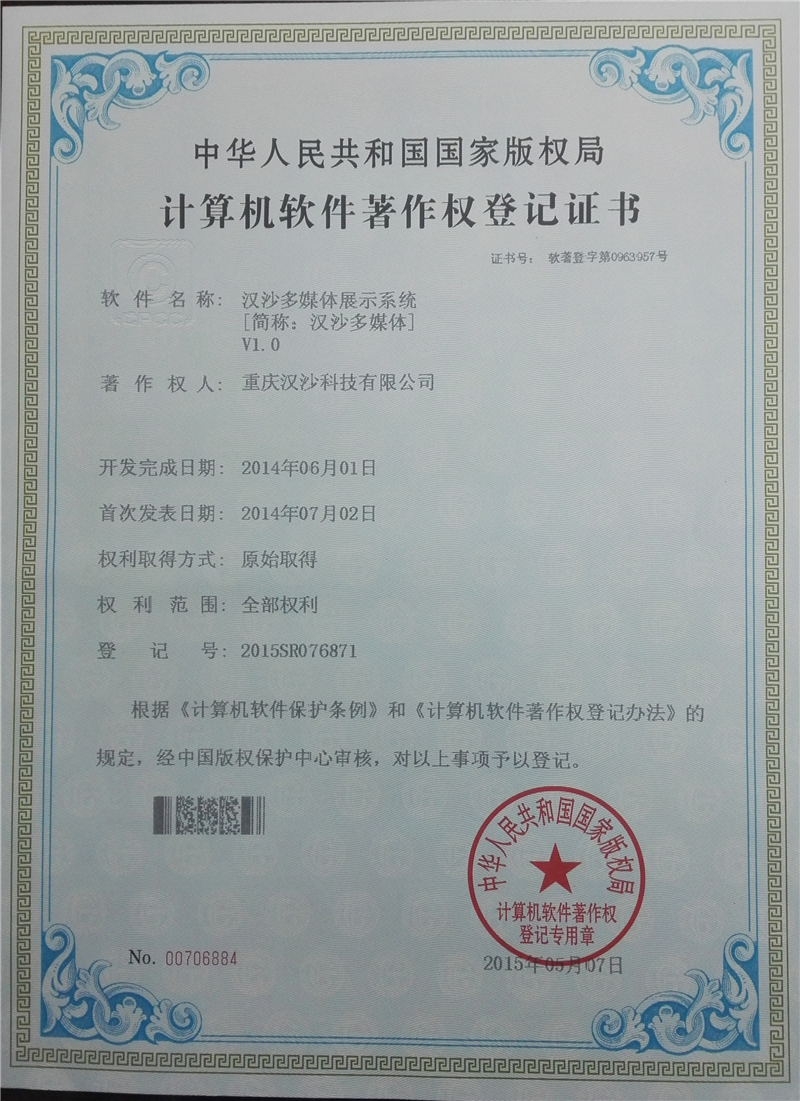 中华人民共和国国家版权局
计算机软件著作权登记证书
证书号： 软著登字第0963957号
软件名称： 汉沙多媒体展示系统
[简称：汉沙多媒体]
V1.0
著作权人： 重庆汉沙科技有限公司
开发完成日期： 2014年06月01日
首次发表日期： 2014年07月02日
权利取得方式： 原始取得
权利范围： 全部权利
登记号： 2015SR076871
根据《计算机软件保护条例》和《计算机软件著作权登记办法》的
规定，经中国版权保护中心审核，对以上事项予以登记。
中华人民共和国国家版权局
计算机软件著作权
登记专用章
No. 00706884
2015年05月07日